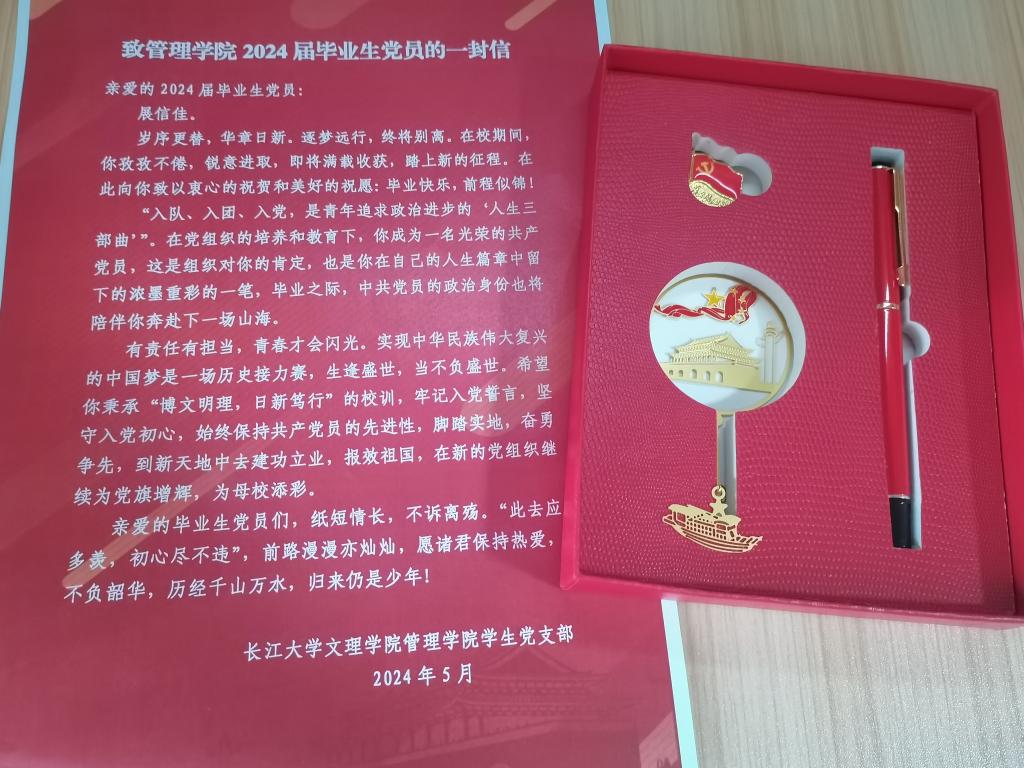 致管理学院 2024 届毕业生党员的一封信
亲爱的 2024 届毕业生党员：
展信佳。
岁序更替，华章日新。逐梦远行，终将别离。在校期间，
你孜孜不倦，锐意进取，即将满载收获，踏上新的征程。在
此向你致以衷心的祝贺和美好的祝愿：毕业快乐，前程似锦！
“入队、入团、入党，是青年追求政治进步的‘人生三
部曲’”。在党组织的培养和教育下，你成为一名光荣的共产
党员，这是组织对你的肯定，也是你在自己的人生篇章中留
下的浓墨重彩的一笔，毕业之际，中共党员的政治身份也将
陪伴你奔赴下一场山海。
有责任有担当，青春才会闪光。实现中华民族伟大复兴
的中国梦是一场历史接力赛，生逢盛世，当不负盛世。希望
你秉承“博文明理，日新笃行”的校训，牢记入党誓言，坚
守入党初心，始终保持共产党员的先进性，脚踏实地，奋勇
争先，到新天地中去建功立业，报效祖国，在新的党组织继
续为党旗增辉，为母校添彩。
亲爱的毕业生党员们，纸短情长，不诉离殇。“此去应
多羡，初心尽不违”，前路漫漫亦灿灿，愿诸君保持热爱，
不负韶华，历经千山万水，归来仍是少年！
长江大学文理学院管理学院学生党支部
2024 年 5 月